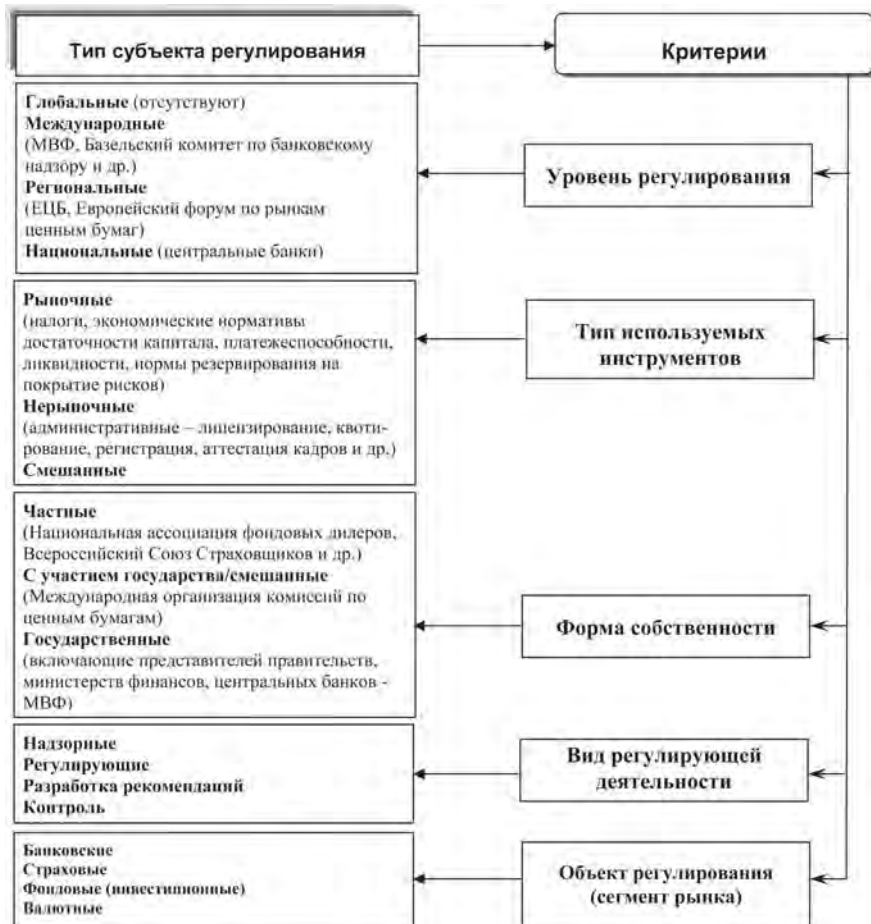 Тип субъекта регулирования
Критерии
Глобальные (отсутствуют)
Международные
(МВФ, Базельский комитет по банковскому
надзору и др.)
Региональные
(ЕЦБ, Европейский форум по рынкам
ценным бумаг)
Национальные (центральные банки)
Уровень регулирования
Рыночные
(налоги, экономические нормативы
достаточности капитала, платежеспособности,
ликвидности, нормы резервирования на
покрытие рисков)
Нерыночные
(административные – лицензирование, квоти-
рование, регистрация, аттестация кадров и др.)
Смешанные
Тип используемых
инструментов
Частные
(Национальная ассоциация фондовых дилеров,
Всероссийский Союз Страховщиков и др.)
С участием государства/смешанные
(Международная организация комиссий по
ценным бумагам)
Государственные
(включающие представителей правительств,
министерств финансов, центральных банков -
МВФ)
Форма собственности
Надзорные
Регулирующие
Разработка рекомендаций
Контроль
Вид регулирующей
деятельности
Банковские
Страховые
Фондовые (инвестиционные)
Валютные
Объект регулирования
(сегмент рынка)